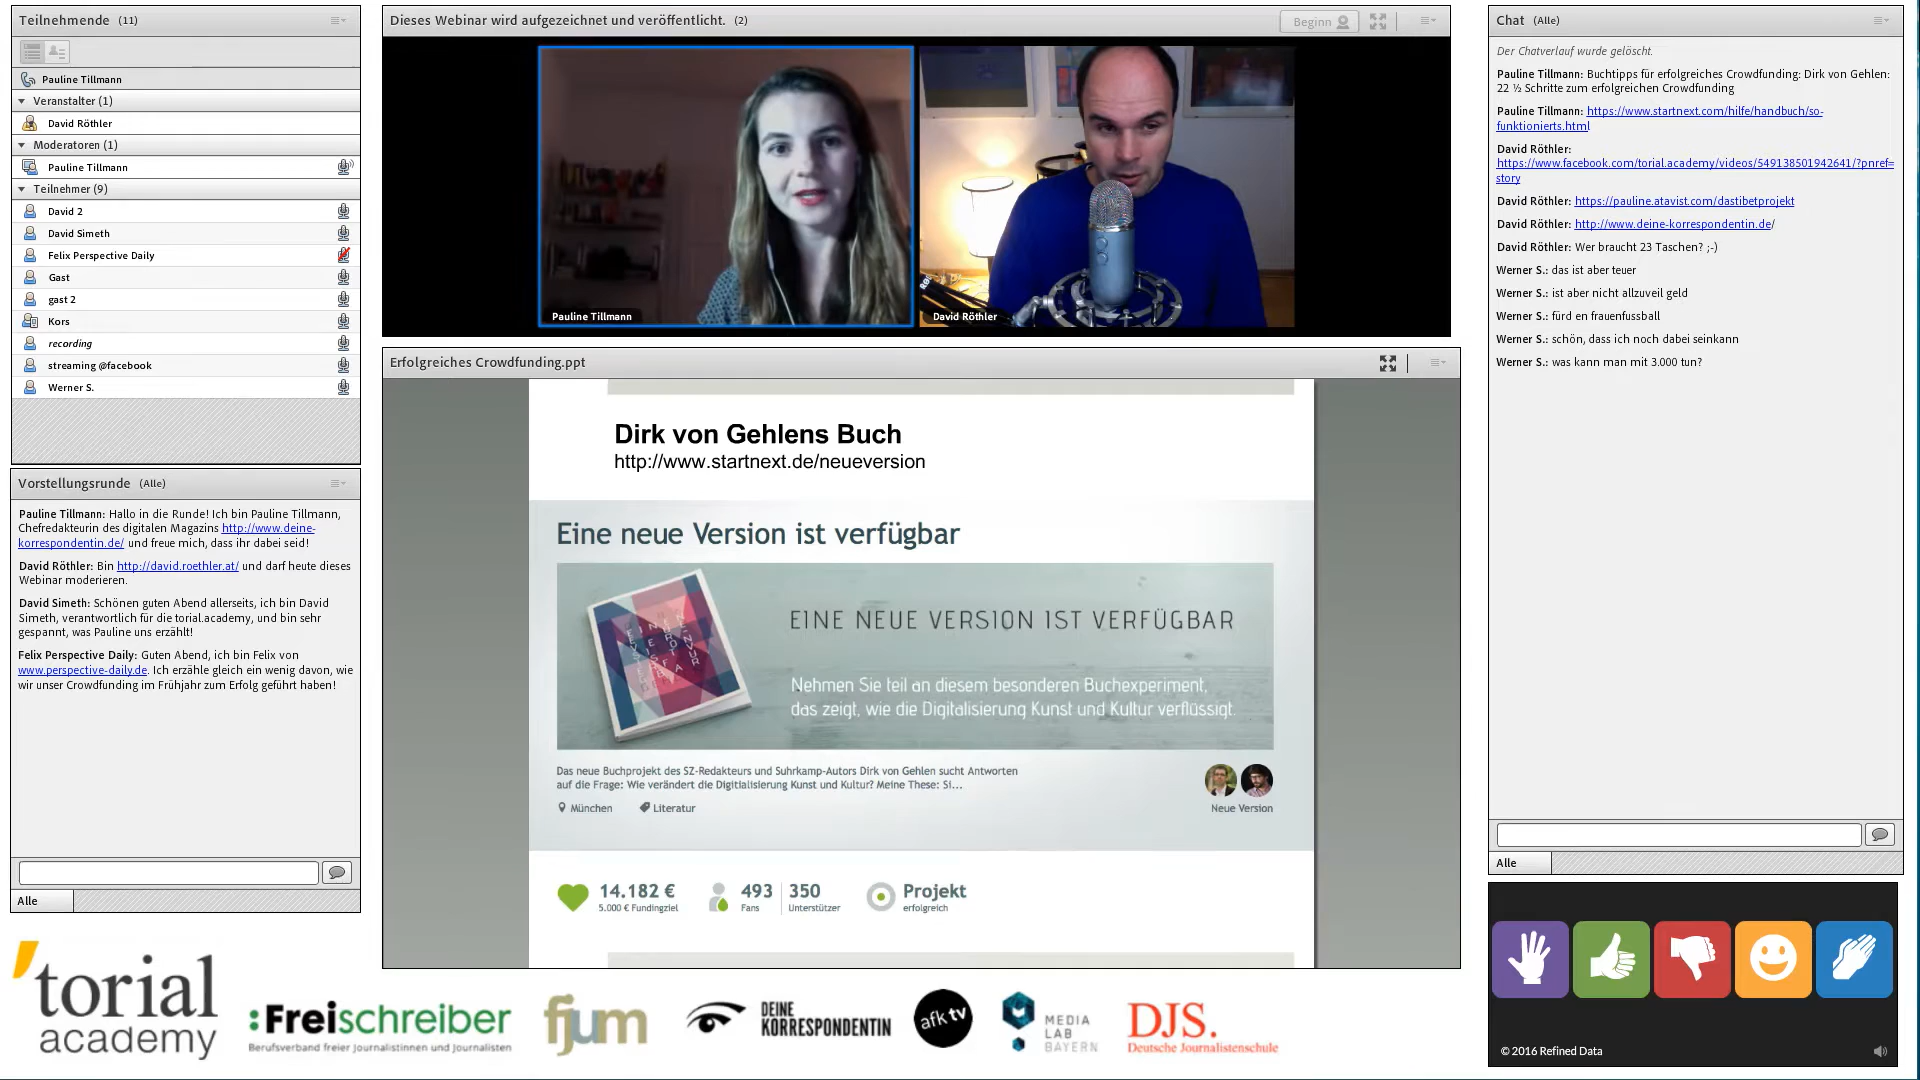 Teilnehmende (11)
Pauline Tillmann
Veranstalter (1)
David Röthler
Moderatoren (1)
Pauline Tillmann
Teilnehmer (9)
David 2
David Simeth
Felix Perspective Daily
Gast
gast 2
Kors
recording
streaming @facebook
Werner S.
Vorstellungsrunde (Alle)
Pauline Tillmann: Hallo in die Runde! Ich bin Pauline Tillmann,
Chefredakteurin des digitalen Magazins http://www.deine-
korrespondentin.de/ und freue mich, dass ihr dabei seid!
David Röthler: Bin http://david.roethler.at/ und darf heute dieses
Webinar moderieren.
David Simeth: Schönen guten Abend allerseits, ich bin David
Simeth, verantwortlich für die torial.academy, und bin sehr
gespannt, was Pauline uns erzählt!
Felix Perspective Daily: Guten Abend, ich bin Felix von
www.perspective-daily.de. Ich erzähle gleich ein wenig davon, wie
wir unser Crowdfunding im Frühjahr zum Erfolg geführt haben!
Alle
Dieses Webinar wird aufgezeichnet und veröffentlicht. (2)
Beginn
Pauline Tillmann
David Röthler
Erfolgreiches Crowdfunding.ppt
Dirk von Gehlens Buch
http://www.startnext.de/neueversion
Eine neue Version ist verfügbar
EINE NEUE VERSION IST VERFÜGBAR
Nehmen Sie teil an diesem besonderen Buchexperiment,
das zeigt, wie die Digitalisierung Kunst und Kultur verflüssigt.
Das neue Buchprojekt des SZ-Redakteurs und Suhrkamp-Autors Dirk von Gehlen sucht Antworten
auf die Frage: Wie verändert die Digitialisierung Kunst und Kultur? Meine These: Si...
München
Literatur
Neue Version
14.182 €
5.000 € Fundingziel
493
Fans
350
Unterstützer
Projekt
erfolgreich
Chat (Alle)
Der Chatverlauf wurde gelöscht.
Pauline Tillmann: Buchtipps für erfolgreiches Crowdfunding: Dirk von Gehlen:
22 ½ Schritte zum erfolgreichen Crowdfunding
Pauline Tillmann: https://www.startnext.com/hilfe/handbuch/so-
funktionierts.html
David Röthler:
https://www.facebook.com/torial.academy/videos/549138501942641/?pnref=
story
David Röthler: https://pauline.atavist.com/dastibetprojekt
David Röthler: http://www.deine-korrespondentin.de/
David Röthler: Wer braucht 23 Taschen? ;-)
Werner S.: das ist aber teuer
Werner S.: ist aber nicht allzuveil geld
Werner S.: fürd en frauenfussball
Werner S.: schön, dass ich noch dabei seinkann
Werner S.: was kann man mit 3.000 tun?
Alle
© 2016 Refined Data
'torial
academy
:Freischreiber
Berufsverband freier Journalistinnen und Journalisten
fjum
DEINE
KORRESPONDENTIN
afk tv
MEDIA
LAB
BAYERN
DJS.
Deutsche Journalistenschule